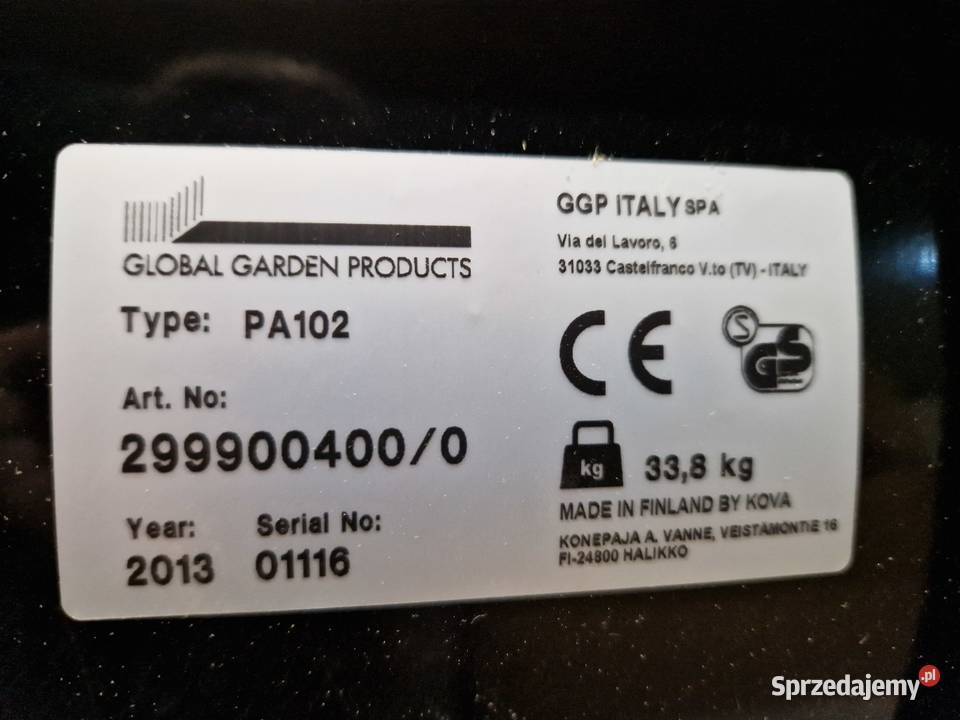 GLOBAL GARDEN PRODUCTS
Type: PA102
Art. No:
299900400/0
Year: Serial No:
2013 01116
GGP ITALY SPA
Via del Lavoro, 6
31033 Castelfranco V.to (TV) - ITALY
CE
S
GS
kg 33,8 kg
MADE IN FINLAND BY KOVA
KONEPAJA A. VANNE, VEISTÄMÖNTIE 16
FI-24800 HALIKKO
Sprzedajemy.pl